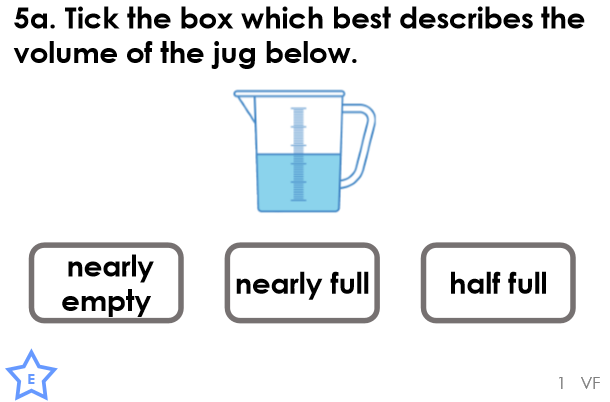 5a. Tick the box which best describes the
volume of the jug below.
nearly
empty
nearly full
half full
E
1 VF